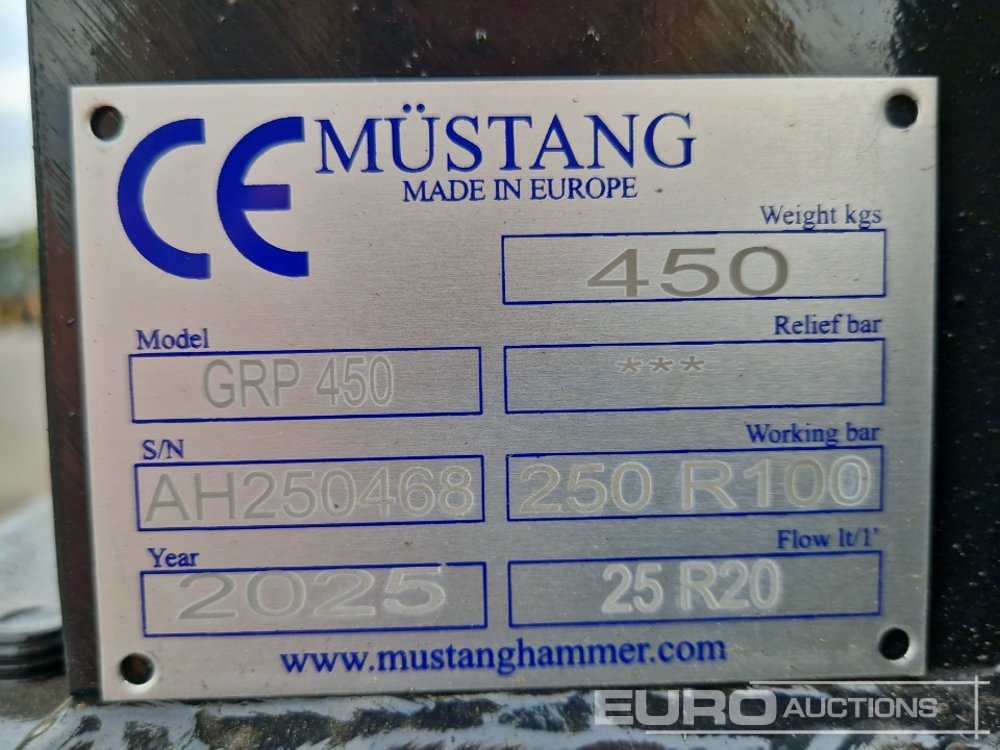 CE MÜSTANG
MADE IN EUROPE
Weight kgs
450
Model
GRP 450
Relief bar
***
S/N
AH250468
Working bar
250 R100
Year
2025
Flow lt/1'
25 R20
www.mustanghammer.com
EURO AUCTIONS